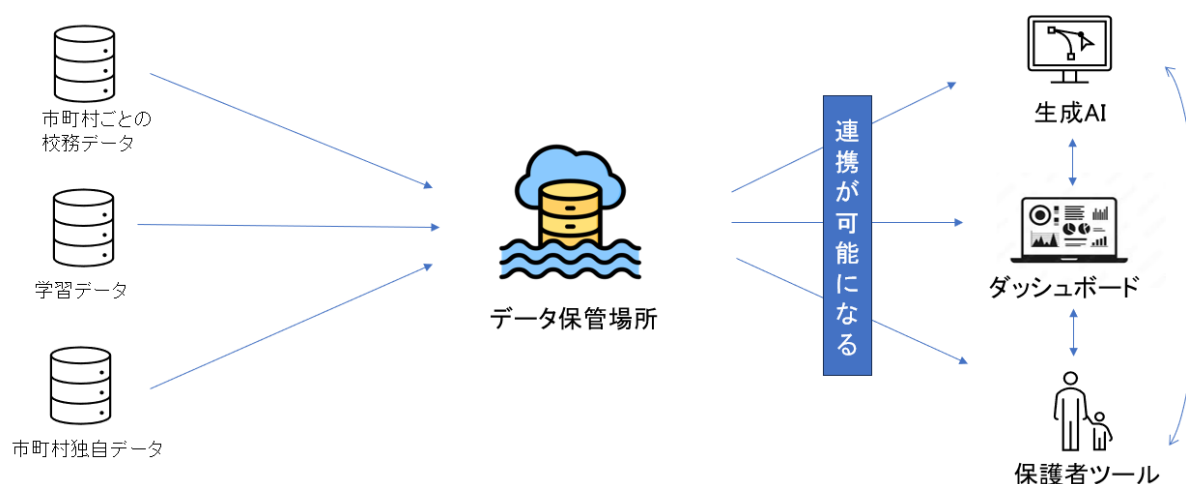 市町村ごとの
校務データ
学習データ
市町村独自データ
データ保管場所
連携が可能になる
生成AI
ダッシュボード
保護者ツール